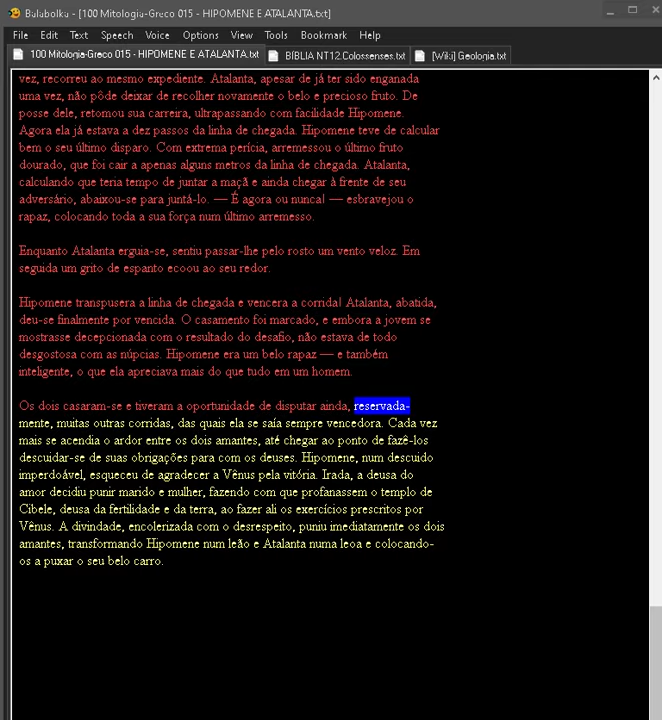 Balabolka - [100 Mitologia-Greco 015 - HIPOMENE E ATALANTA.txt]
File Edit Text Speech Voice Options View Tools Bookmark Help
100 Mitologia-Greco 015 - HIPOMENE E ATALANTA.txt BÍBLIA NT12.Colossenses.txt [Wiki] Geologia.txt
vez, recorreu ao mesmo expediente. Atalanta, apesar de já ter sido enganada
uma vez, não pôde deixar de recolher novamente o belo e precioso fruto. De
posse dele, retomou sua carreira, ultrapassando com facilidade Hipomene.
Agora ela já estava a dez passos da linha de chegada. Hipomene teve de calcular
bem o seu último disparo. Com extrema perícia, arremessou o último fruto
dourado, que foi cair a apenas alguns metros da linha de chegada. Atalanta,
calculando que teria tempo de juntar a maçã e ainda chegar à frente de seu
adversário, abaixou-se para juntá-lo. — É agora ou nunca! — esbravejou o
rapaz, colocando toda a sua força num último arremesso.
Enquanto Atalanta erguia-se, sentiu passar-lhe pelo rosto um vento veloz. Em
seguida um grito de espanto ecoou ao seu redor.
Hipomene transpusera a linha de chegada e vencera a corrida! Atalanta, abatida,
deu-se finalmente por vencida. O casamento foi marcado, e embora a jovem se
mostrasse decepcionada com o resultado do desafio, não estava de todo
desgostosa com as núpcias. Hipomene era um belo rapaz — e também
inteligente, o que ela apreciava mais do que tudo em um homem.
Os dois casaram-se e tiveram a oportunidade de disputar ainda, reservada-
mente, muitas outras corridas, das quais ela se saía sempre vencedora. Cada vez
mais se acendia o ardor entre os dois amantes, até chegar ao ponto de fazê-los
descuidar-se de suas obrigações para com os deuses. Hipomene, num descuido
imperdoável, esqueceu de agradecer a Vênus pela vitória. Irada, a deusa do
amor decidiu punir marido e mulher, fazendo com que profanassem o templo de
Cibele, deusa da fertilidade e da terra, ao fazer ali os exercícios prescritos por
Vênus. A divindade, encolerizada com o desrespeito, puniu imediatamente os dois
amantes, transformando Hipomene num leão e Atalanta numa leoa e colocando-
os a puxar o seu belo carro.